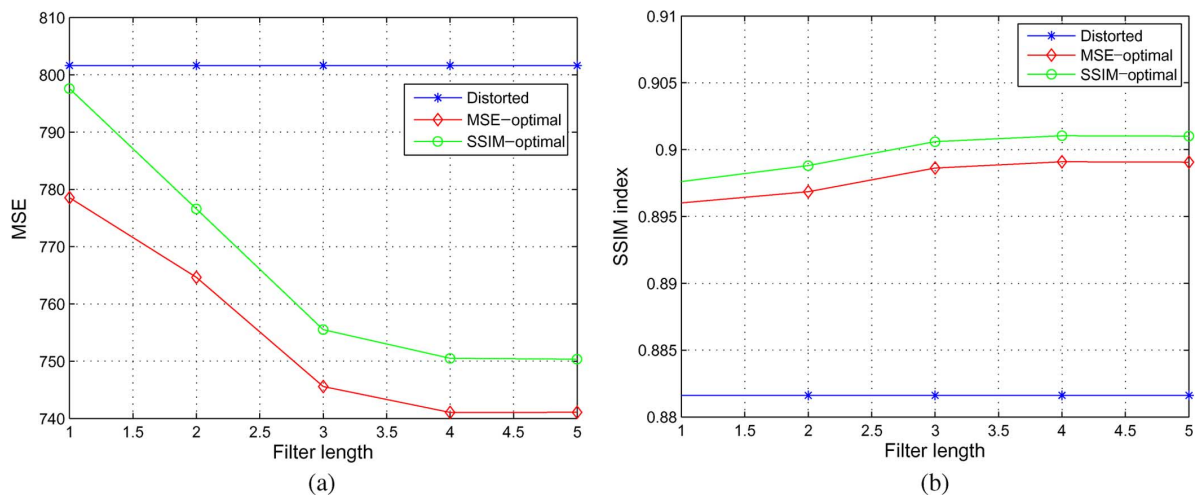 810
800
790
780
770
760
750
740
MSE
1 1.5 2 2.5 3 3.5 4 4.5 5
Filter length
Distorted
MSE−optimal
SSIM−optimal
(a)
0.91
0.905
0.9
0.895
0.89
0.885
0.88
SSIM index
1 1.5 2 2.5 3 3.5 4 4.5 5
Filter length
Distorted
MSE−optimal
SSIM−optimal
(b)